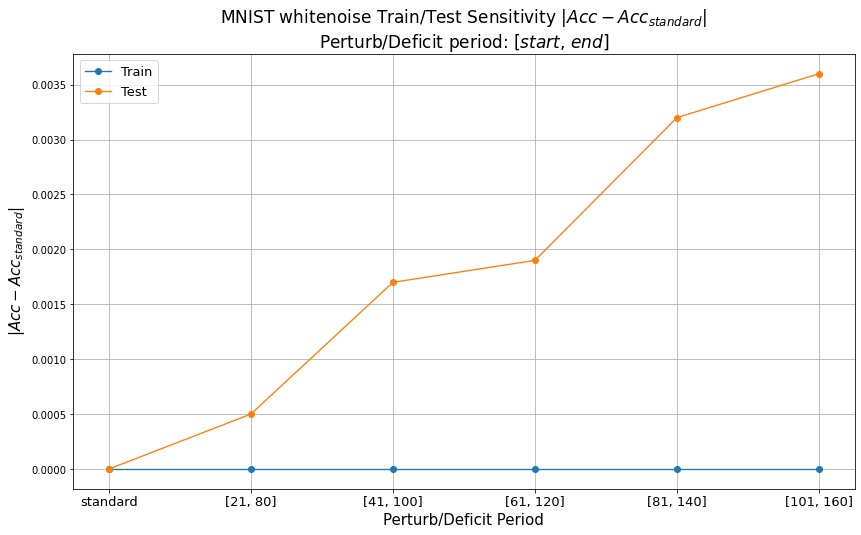 MNIST whitenoise Train/Test Sensitivity |Acc − Acc_standard|
Perturb/Deficit period: [start, end]
Train
Test
|Acc − Acc_standard|
0.0035
0.0030
0.0025
0.0020
0.0015
0.0010
0.0005
0.0000
standard [21, 80] [41, 100] [61, 120] [81, 140] [101, 160]
Perturb/Deficit Period